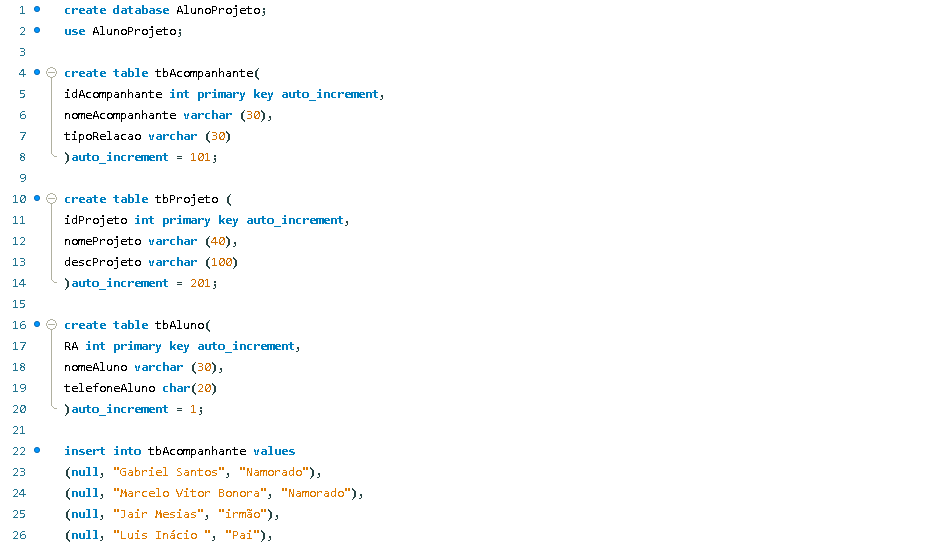 1 create database AlunoProjeto;
2 use AlunoProjeto;
3
4 create table tbAcompanhante(
5 idAcompanhante int primary key auto_increment,
6 nomeAcompanhante varchar (30),
7 tipoRelacao varchar (30)
8 )auto_increment = 101;
9
10 create table tbProjeto (
11 idProjeto int primary key auto_increment,
12 nomeProjeto varchar (40),
13 descProjeto varchar (100)
14 )auto_increment = 201;
15
16 create table tbAluno(
17 RA int primary key auto_increment,
18 nomeAluno varchar (30),
19 telefoneAluno char(20)
20 )auto_increment = 1;
21
22 insert into tbAcompanhante values
23 (null, "Gabriel Santos", "Namorado"),
24 (null, "Marcelo Vitor Bonora", "Namorado"),
25 (null, "Jair Mesias", "irmão"),
26 (null, "Luis Inácio ", "Pai"),